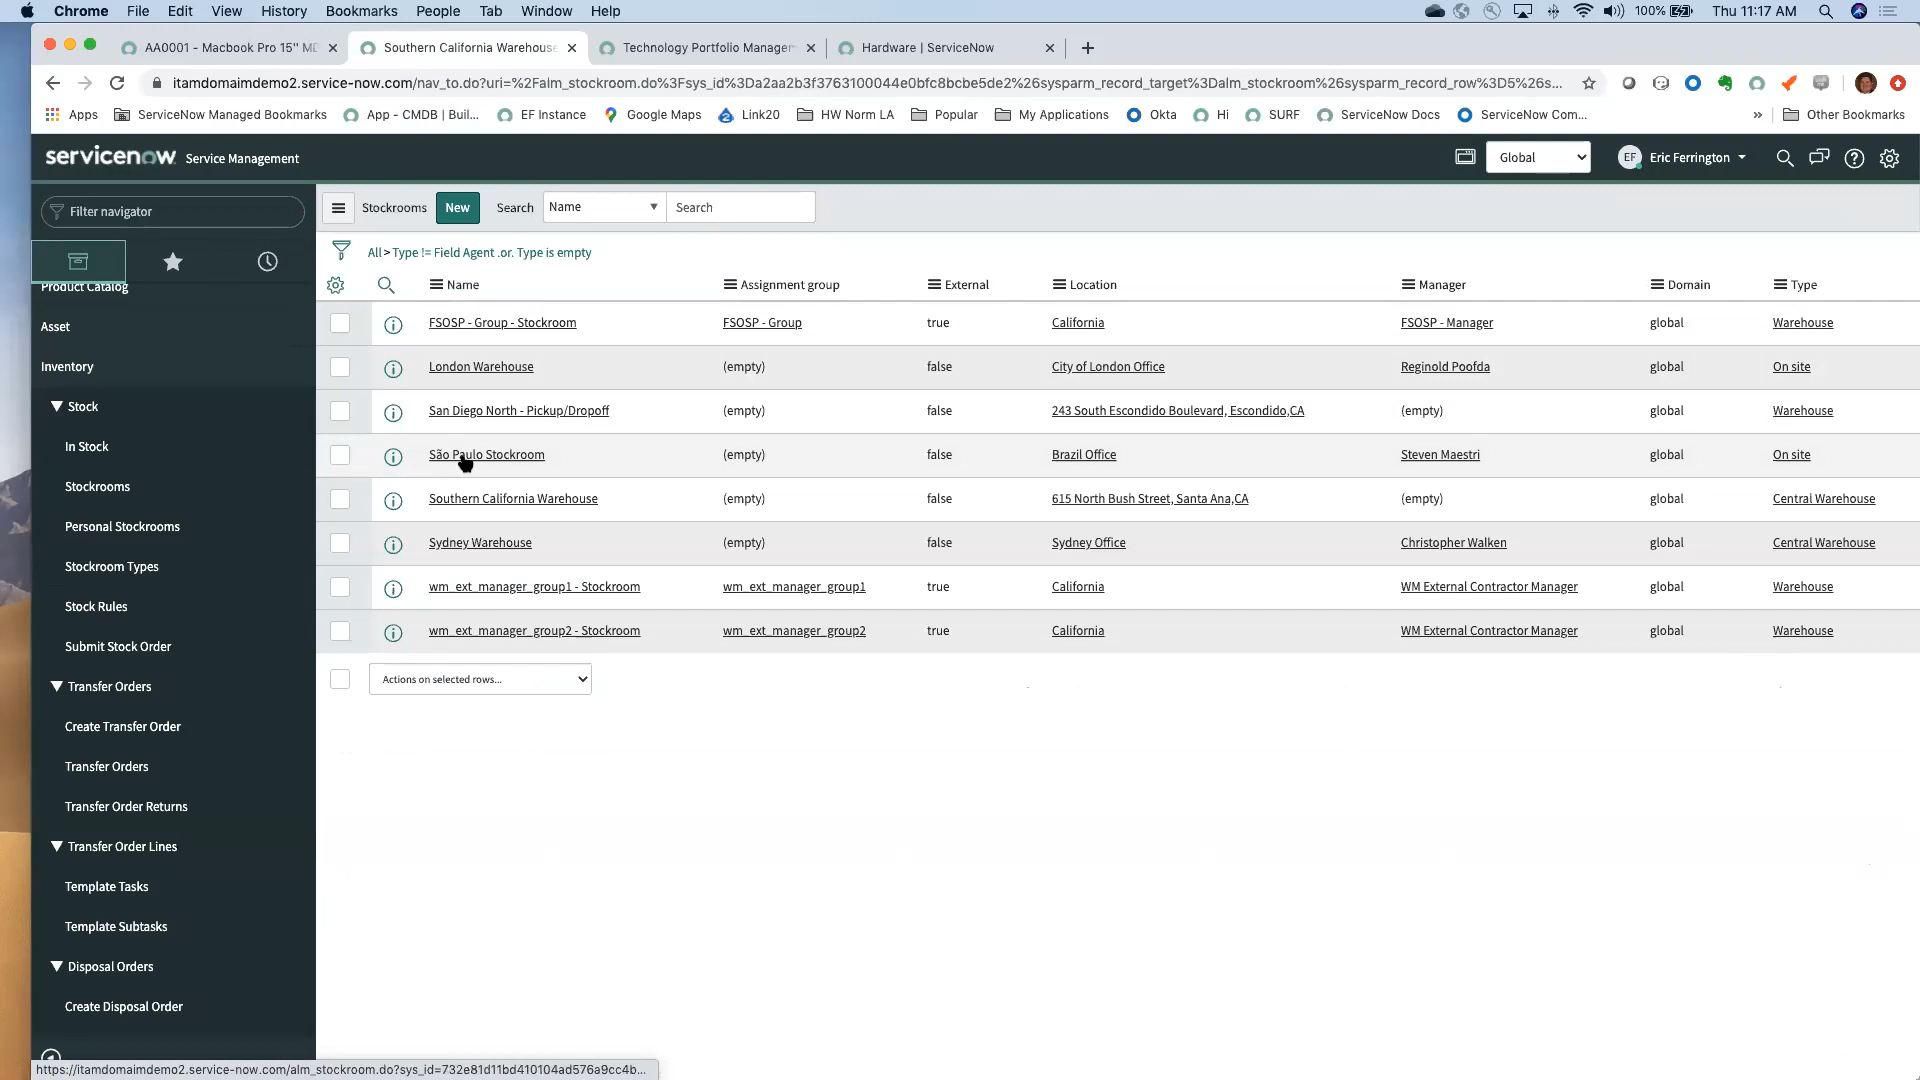 Chrome File Edit View History Bookmarks People Tab Window Help 100% Thu 11:17 AM
AA0001 - Macbook Pro 15" Southern California Warehouse Technology Portfolio Manager Hardware | ServiceNow
itamdomaimdemo2.service-now.com/nav_to.do?uri=%2Falm_stockroom.do%3Fsys_id%3Da2aa2b3f3763100044e0bfc8bcbe5de2%26sysparm_record_target%3Dalm_stockroom%26sysparm_record_row%3D5%26s...
Apps ServiceNow Managed Bookmarks App - CMDB | Buil... EF Instance Google Maps Link20 HW Norm LA Popular My Applications Okta Hi SURF ServiceNow Docs ServiceNow Com... » Other Bookmarks
servicenow Service Management Global EF Eric Ferrington
Filter navigator
Stockrooms New Search Name Search
All > Type != Field Agent .or. Type is empty
Product Catalog
Asset
Inventory
Stock
In Stock
Stockrooms
Personal Stockrooms
Stockroom Types
Stock Rules
Submit Stock Order
Transfer Orders
Create Transfer Order
Transfer Orders
Transfer Order Returns
Transfer Order Lines
Template Tasks
Template Subtasks
Disposal Orders
Create Disposal Order
Name Assignment group External Location Manager Domain Type
FSOSP - Group - Stockroom FSOSP - Group true California FSOSP - Manager global Warehouse
London Warehouse (empty) false City of London Office Reginold Poofda global On site
San Diego North - Pickup/Dropoff (empty) false 243 South Escondido Boulevard, Escondido,CA (empty) global Warehouse
São Paulo Stockroom (empty) false Brazil Office Steven Maestri global On site
Southern California Warehouse (empty) false 615 North Bush Street, Santa Ana,CA (empty) global Central Warehouse
Sydney Warehouse (empty) false Sydney Office Christopher Walken global Central Warehouse
wm_ext_manager_group1 - Stockroom wm_ext_manager_group1 true California WM External Contractor Manager global Warehouse
wm_ext_manager_group2 - Stockroom wm_ext_manager_group2 true California WM External Contractor Manager global Warehouse
Actions on selected rows...
https://itamdomaimdemo2.service-now.com/alm_stockroom.do?sys_id=732e81d11bd410104ad576a9cc4b...